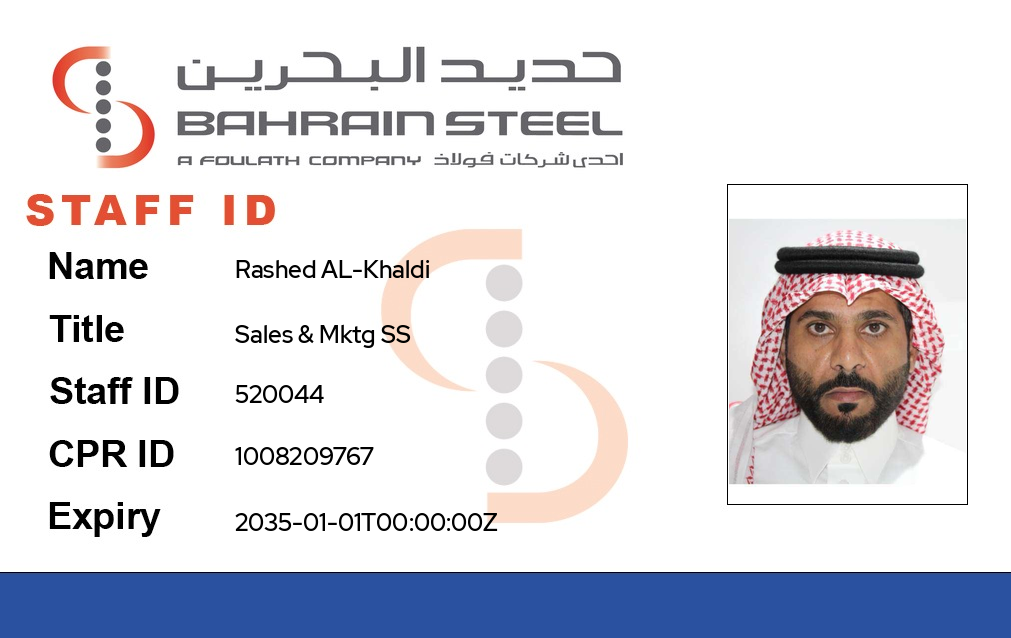 حديد البحرين
BAHRAIN STEEL
A FOULATH COMPANY احدى شركات فولاذ
STAFF ID
Name Rashed AL-Khaldi
Title Sales & Mktg SS
Staff ID 520044
CPR ID 1008209767
Expiry 2035-01-01T00:00:00Z